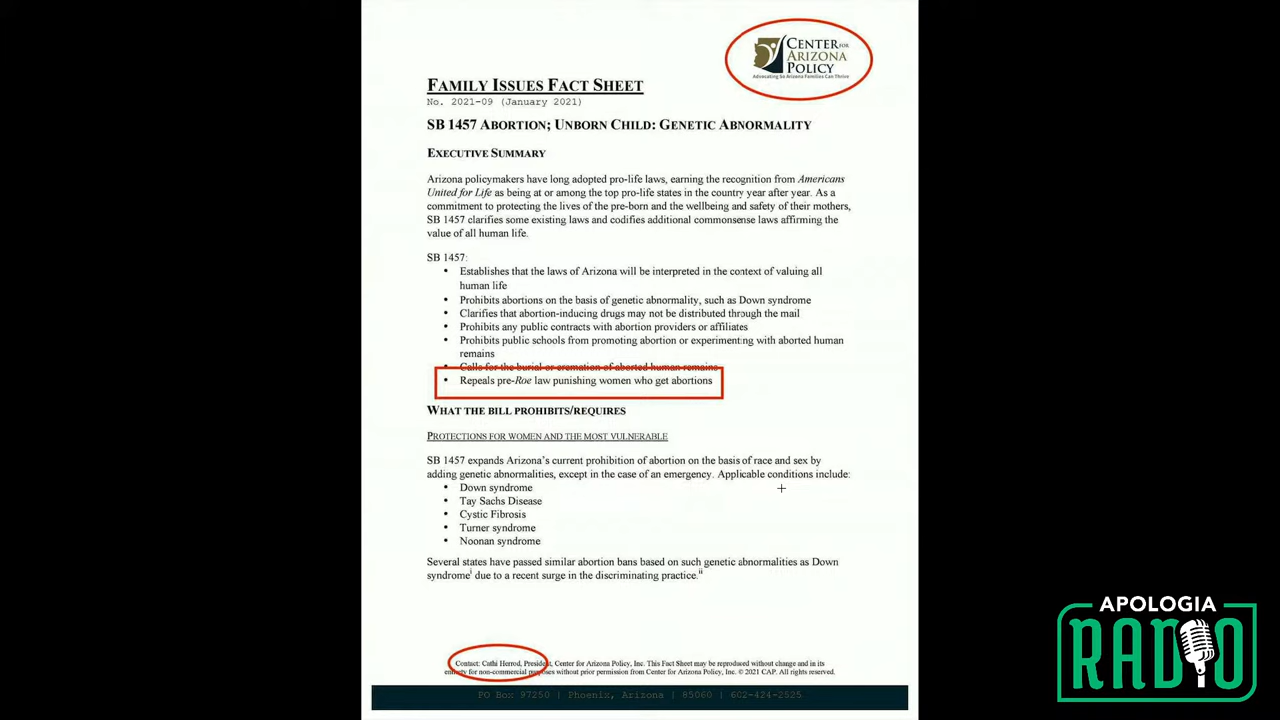 CENTER FOR
ARIZONA
POLICY
Advocating So Arizona Families Can Thrive
FAMILY ISSUES FACT SHEET
No. 2021-09 (January 2021)
SB 1457 ABORTION; UNBORN CHILD: GENETIC ABNORMALITY
EXECUTIVE SUMMARY
Arizona policymakers have long adopted pro-life laws, earning the recognition from Americans
United for Life as being at or among the top pro-life states in the country year after year. As a
commitment to protecting the lives of the pre-born and the wellbeing and safety of their mothers,
SB 1457 clarifies some existing laws and codifies additional commonsense laws affirming the
value of all human life.
SB 1457:
• Establishes that the laws of Arizona will be interpreted in the context of valuing all
human life
• Prohibits abortions on the basis of genetic abnormality, such as Down syndrome
• Clarifies that abortion-inducing drugs may not be distributed through the mail
• Prohibits any public contracts with abortion providers or affiliates
• Prohibits public schools from promoting abortion or experimenting with aborted human
remains
• Calls for the burial or cremation of aborted human remains
• Repeals pre-Roe law punishing women who get abortions
WHAT THE BILL PROHIBITS/REQUIRES
PROTECTIONS FOR WOMEN AND THE MOST VULNERABLE
SB 1457 expands Arizona's current prohibition of abortion on the basis of race and sex by
adding genetic abnormalities, except in the case of an emergency. Applicable conditions include:
• Down syndrome
• Tay Sachs Disease
• Cystic Fibrosis
• Turner syndrome
• Noonan syndrome
Several states have passed similar abortion bans based on such genetic abnormalities as Down
syndromeⁱ due to a recent surge in the discriminating practice.ⁱⁱ
Contact: Cathi Herrod, President, Center for Arizona Policy, Inc. This Fact Sheet may be reproduced without change and in its
entirety for non-commercial purposes without prior permission from Center for Arizona Policy, Inc. © 2021 CAP. All rights reserved.
PO Box 97250 | Phoenix, Arizona | 85060 | 602-424-2525
APOLOGIA
RADIO